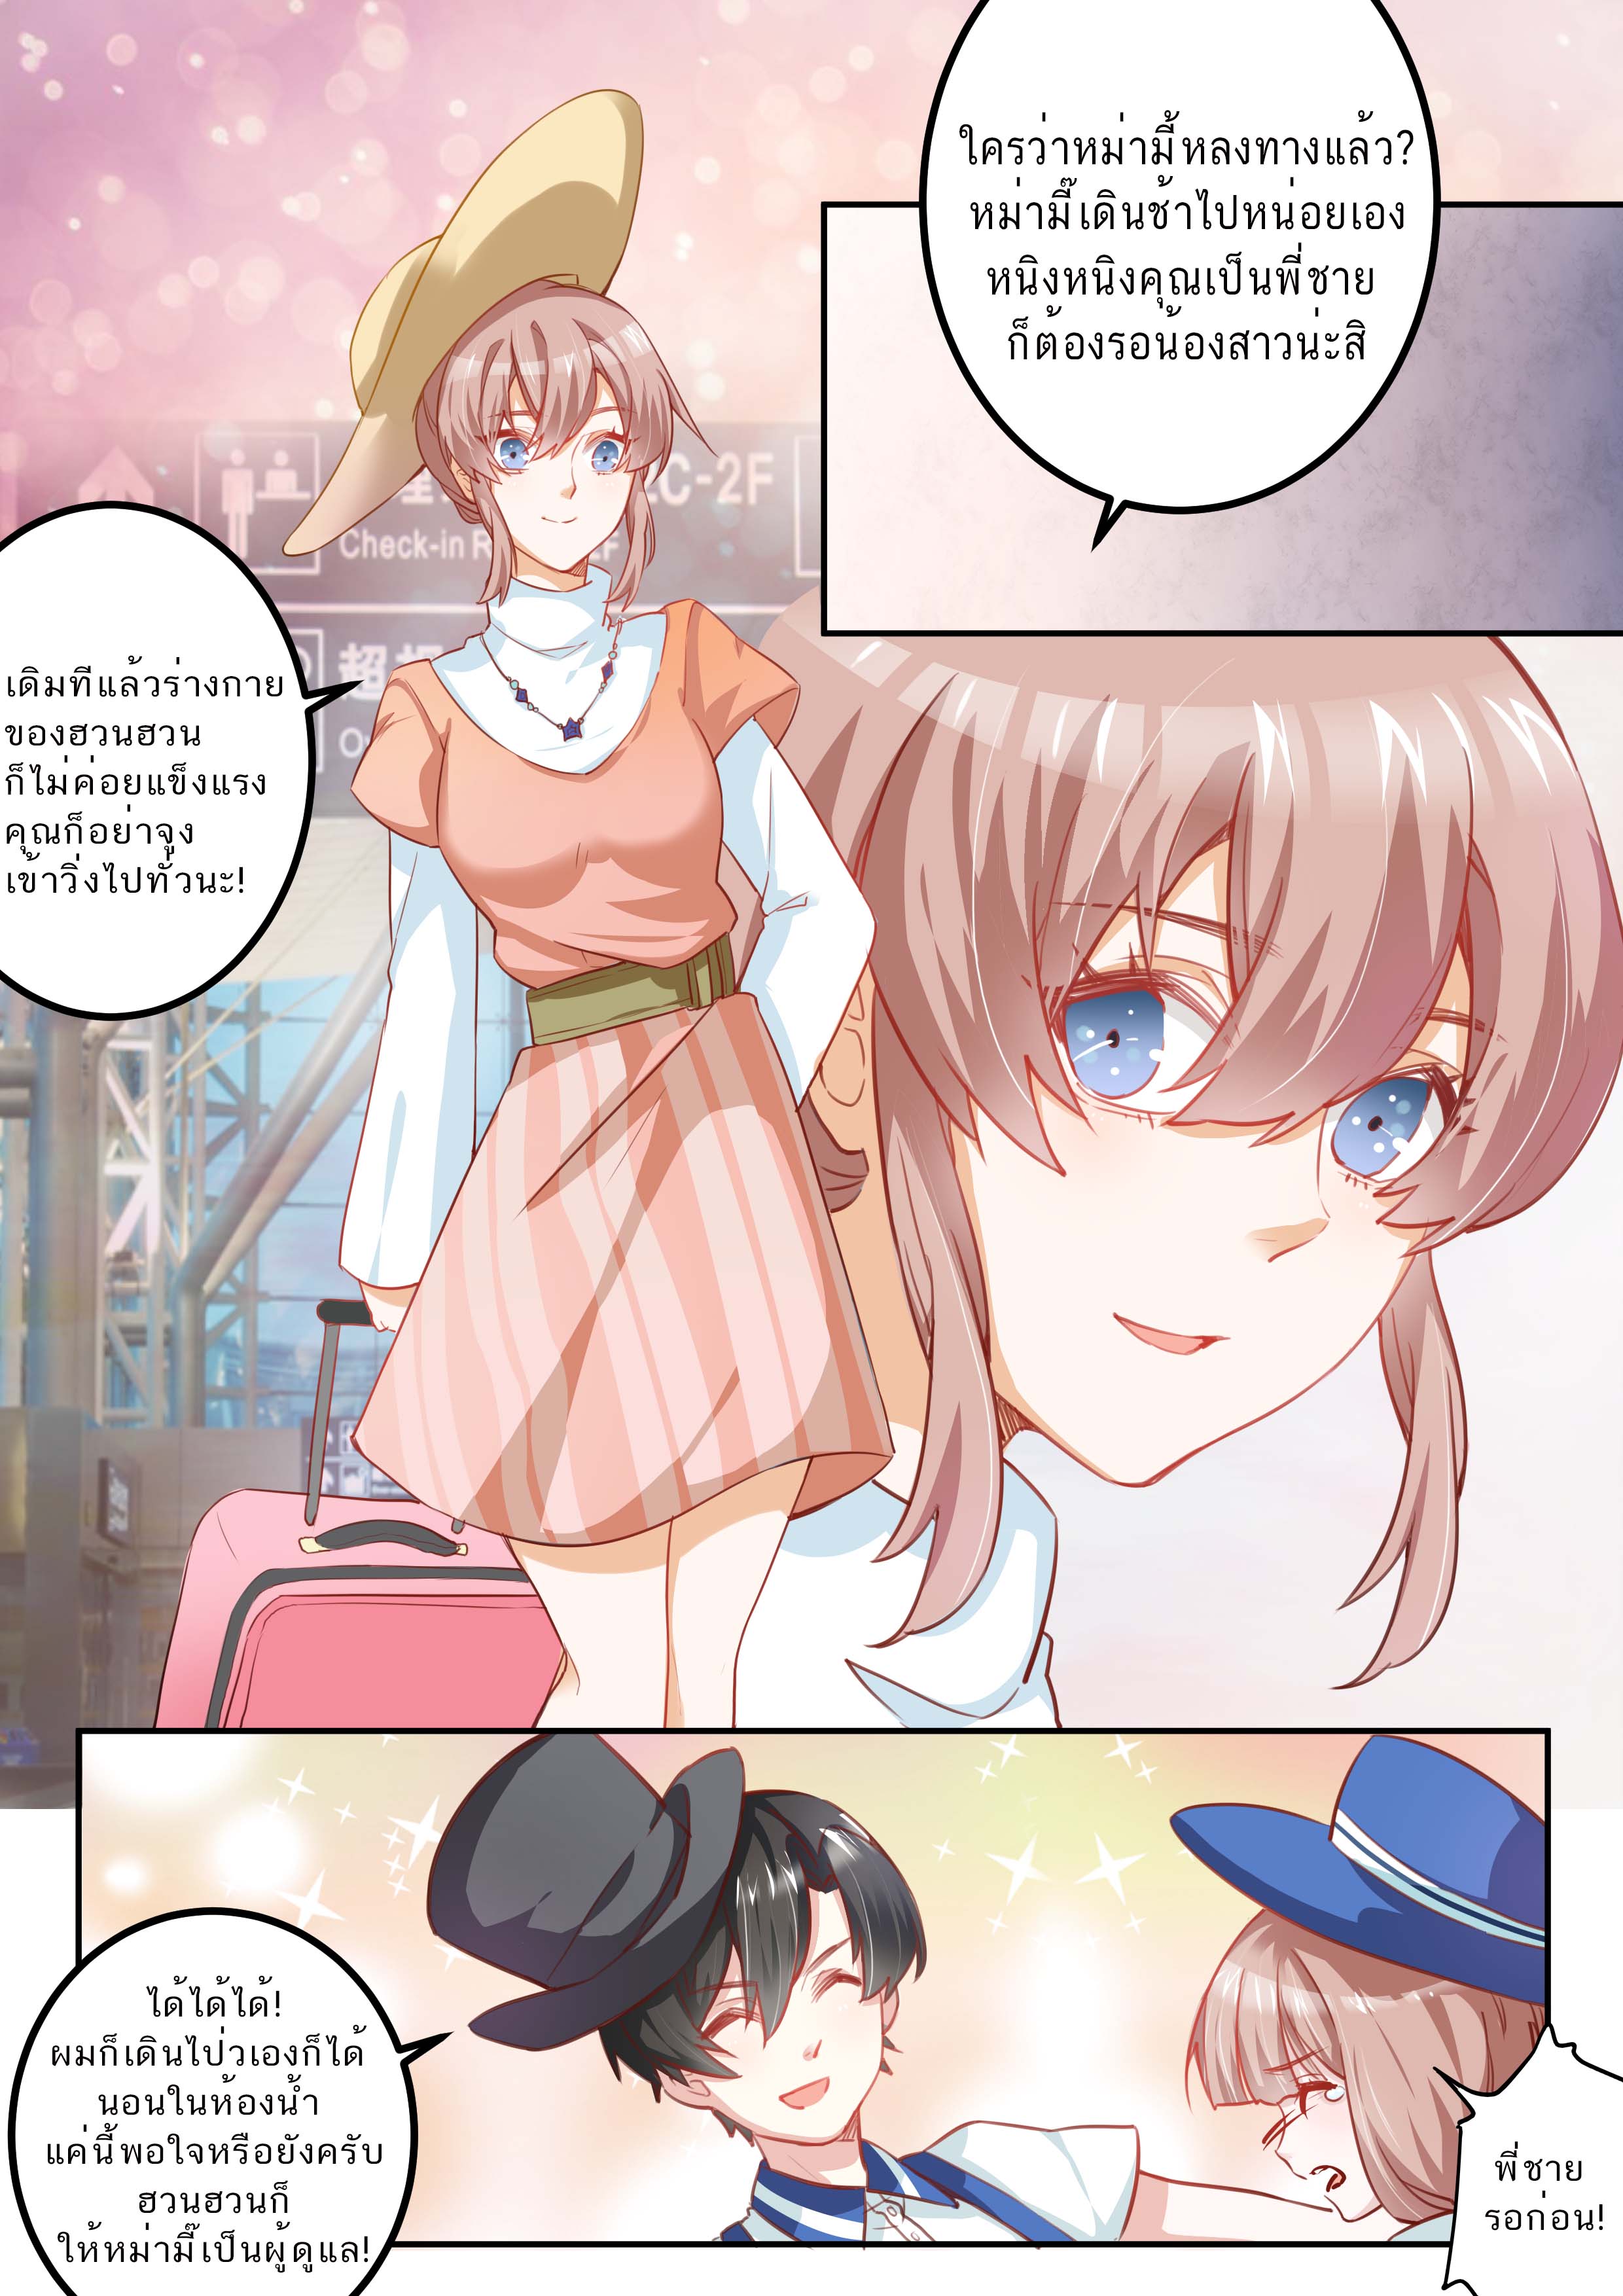 ใครว่าหม่ามี้หลงทางแล้ว?
หม่ามี๊เดินช้าไปหน่อยเอง
หนิงหนิงคุณเป็นพี่ชาย
ก็ต้องรอน้องสาวน่ะสิ
C-2F
Check-in
超
เดิมทีแล้วร่างกาย
ของฮวนฮวน
ก็ไม่ค่อยแข็งแรง
คุณก็อย่าจูง
เข้าวิ่งไปทั่วนะ!
ได้ได้ได้!
ผมก็เดินไปวเองก็ได้
นอนในห้องน้ำ
แค่นี้พอใจหรือยังครับ
ฮวนฮวนก็
ให้หม่ามี๊เป็นผู้ดูแล!
พี่ชาย
รอก่อน!